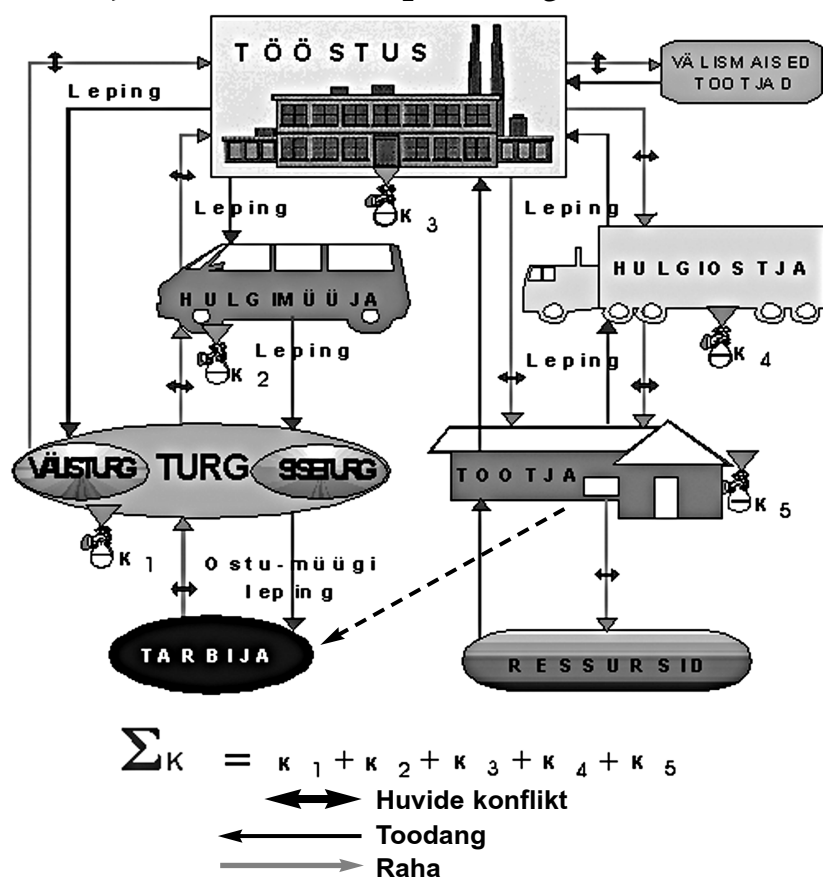 TÖÖSTUS
VÄLISMAISED
TOOTJAD
Leping
Leping
K 3
Leping
HULGIOSTJA
HULGIMÜÜJA
Leping
K 2
Leping
K 4
VÄLISTURG TURG SISETURG
TOOTJA
K 5
K 1
Ostu-müügi
leping
TARBIJA
RESSURSID
ΣK = K 1 + K 2 + K 3 + K 4 + K 5
Huvide konflikt
Toodang
Raha